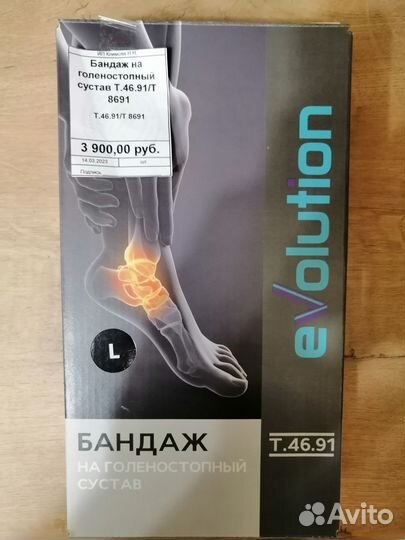 Бандаж на
голеностопный
сустав Т.46.91/Т
8691
Т.46.91/Т 8691
3 900,00 руб.
14.03.2023
шт
Подпись
evolution
L
БАНДАЖ
НА ГОЛЕНОСТОПНЫЙ
СУСТАВ
Т.46.91
Avito